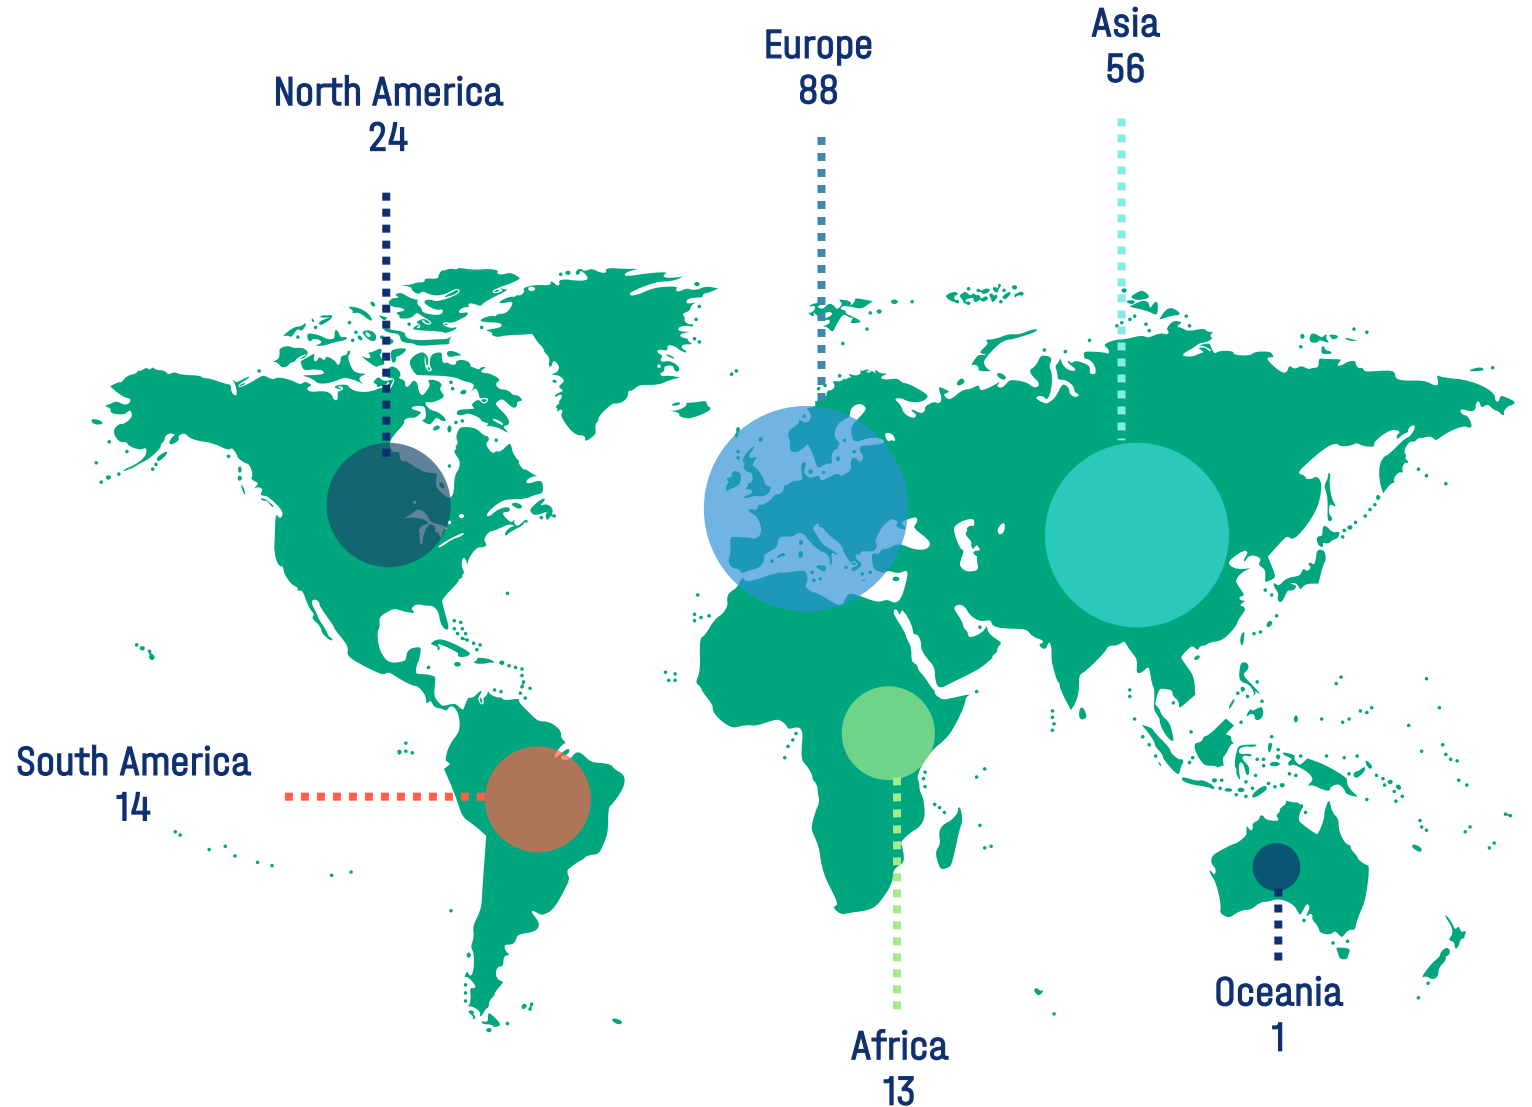 Asia
56
Europe
88
North America
24
South America
14
Oceania
1
Africa
13